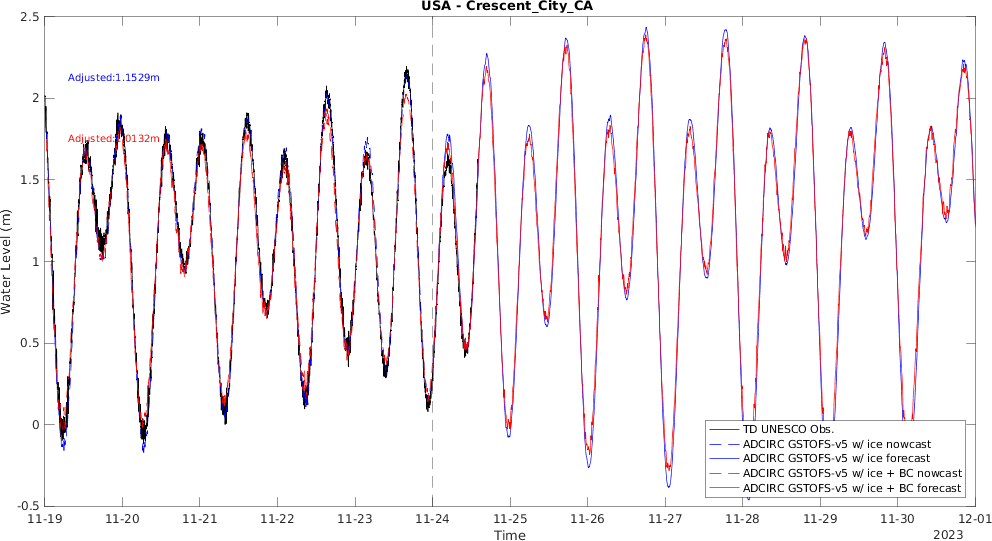 USA - Crescent_City_CA
Adjusted:1.1529m
Adjusted:1.0132m
Water Level (m)
2.5
2
1.5
1
0.5
0
-0.5
TD UNESCO Obs.
ADCIRC GSTOFS-v5 w/ ice nowcast
ADCIRC GSTOFS-v5 w/ ice forecast
ADCIRC GSTOFS-v5 w/ ice + BC nowcast
ADCIRC GSTOFS-v5 w/ ice + BC forecast
11-19 11-20 11-21 11-22 11-23 11-24 11-25 11-26 11-27 11-28 11-29 11-30 12-01
Time
2023